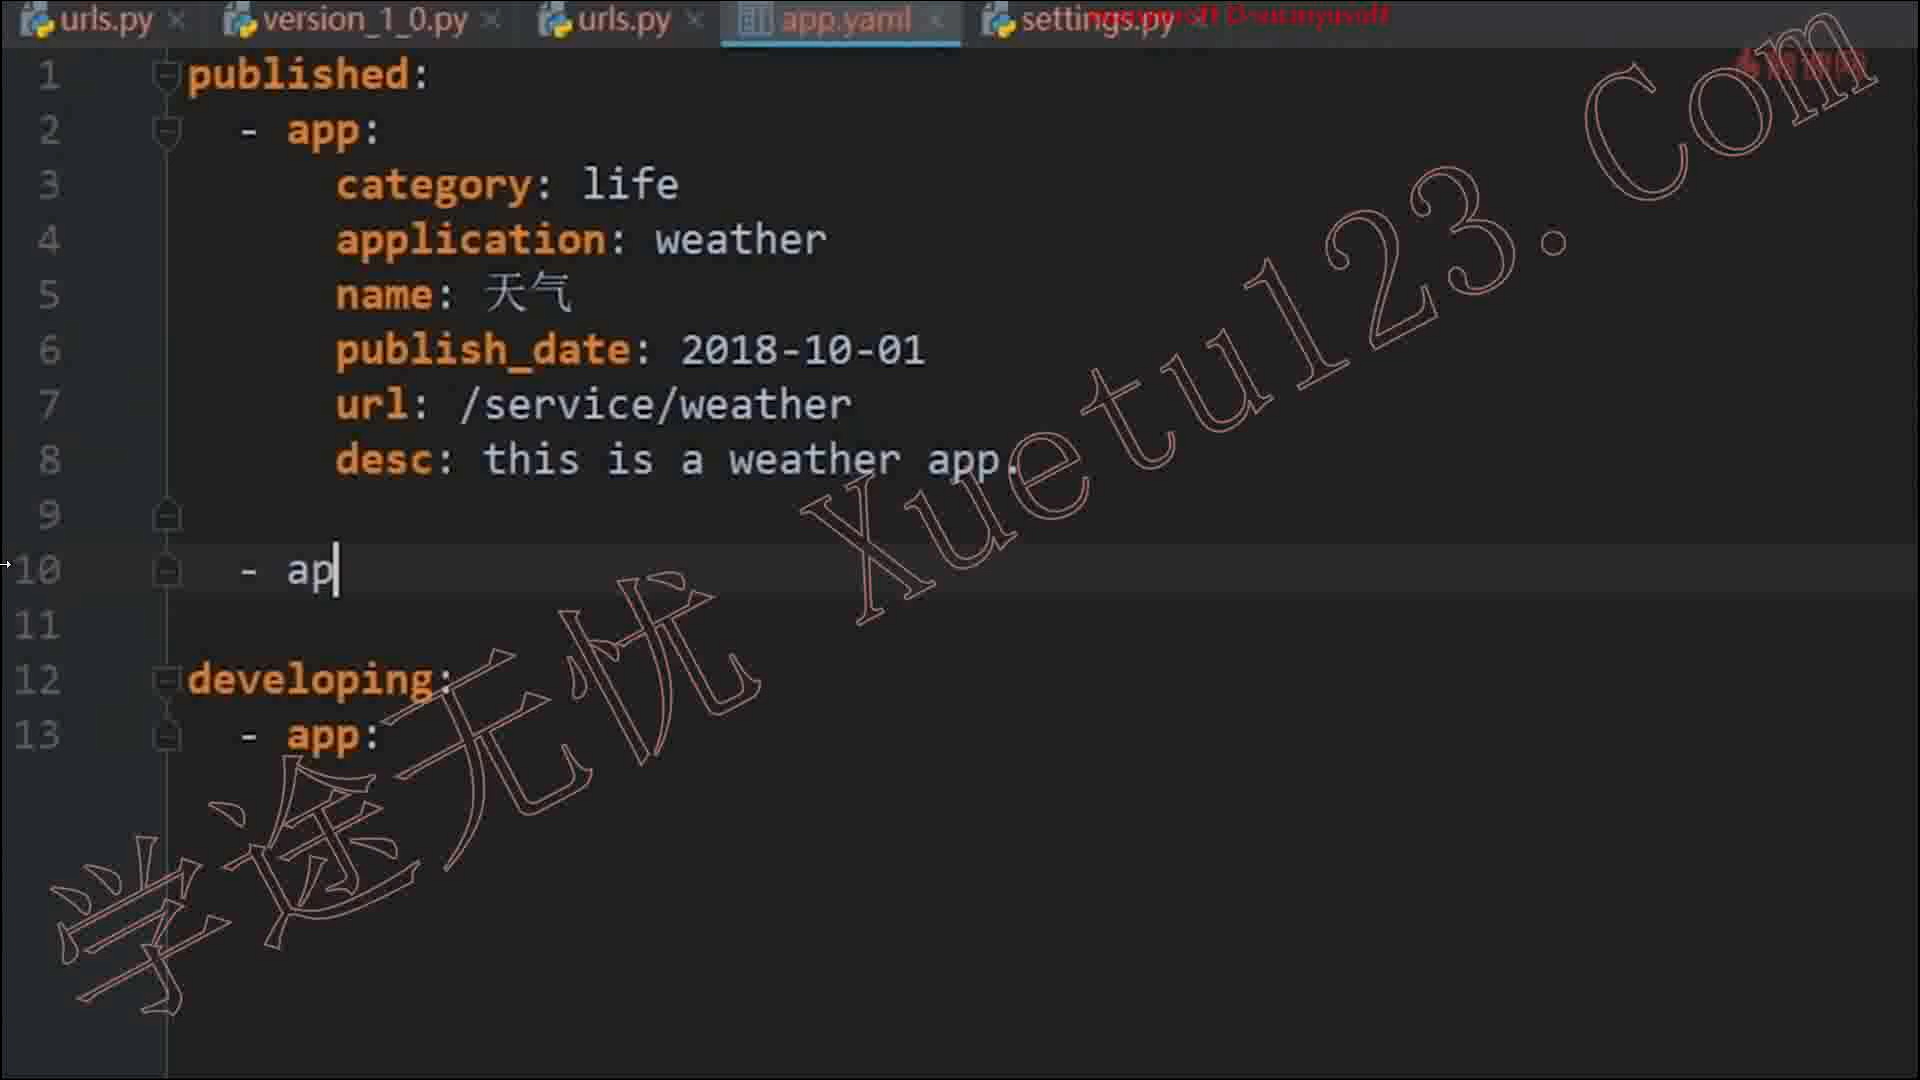 urls.py version_1_0.py urls.py app.yaml settings.py
1 published:
2 - app:
3 category: life
4 application: weather
5 name: 天气
6 publish_date: 2018-10-01
7 url: /service/weather
8 desc: this is a weather app.
9
10 - ap
11
12 developing:
13 - app:
学途无忧 Xuetu123.Com